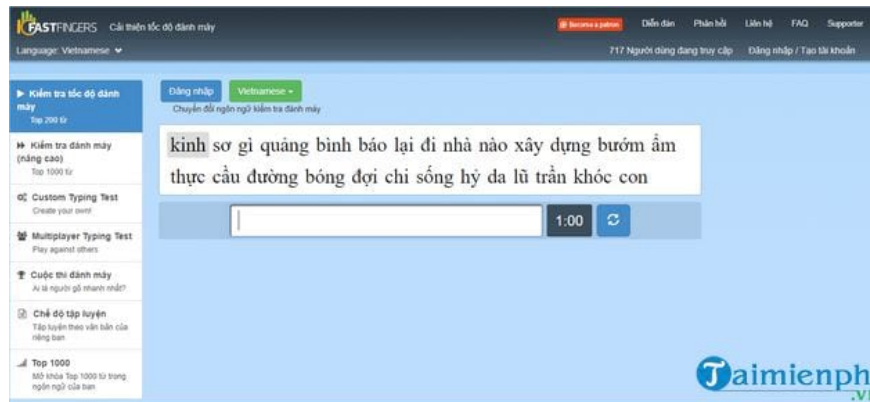 FASTFINGERS Cải thiện tốc độ đánh máy
Become a patron Diễn đàn Phản hồi Liên hệ FAQ Supporter
Language: Vietnamese
717 Người dùng đang truy cập Đăng nhập / Tạo tài khoản
Kiểm tra tốc độ đánh máy
Top 200 từ
Kiểm tra đánh máy (nâng cao)
Top 1000 từ
Custom Typing Test
Create your own!
Multiplayer Typing Test
Play against others
Cuộc thi đánh máy
Ai là người gõ nhanh nhất?
Chế độ tập luyện
Tập luyện theo văn bản của riêng bạn
Top 1000
Mở khóa Top 1000 từ trong ngôn ngữ của bạn
Đăng nhập Vietnamese
Chuyển đổi ngôn ngữ kiểm tra đánh máy
kinh sơ gì quảng bình báo lại đi nhà nào xây dựng bướm ẩm
thực cầu đường bóng đợi chi sống hỷ da lũ trần khóc con
1:00
Taimienph
.V